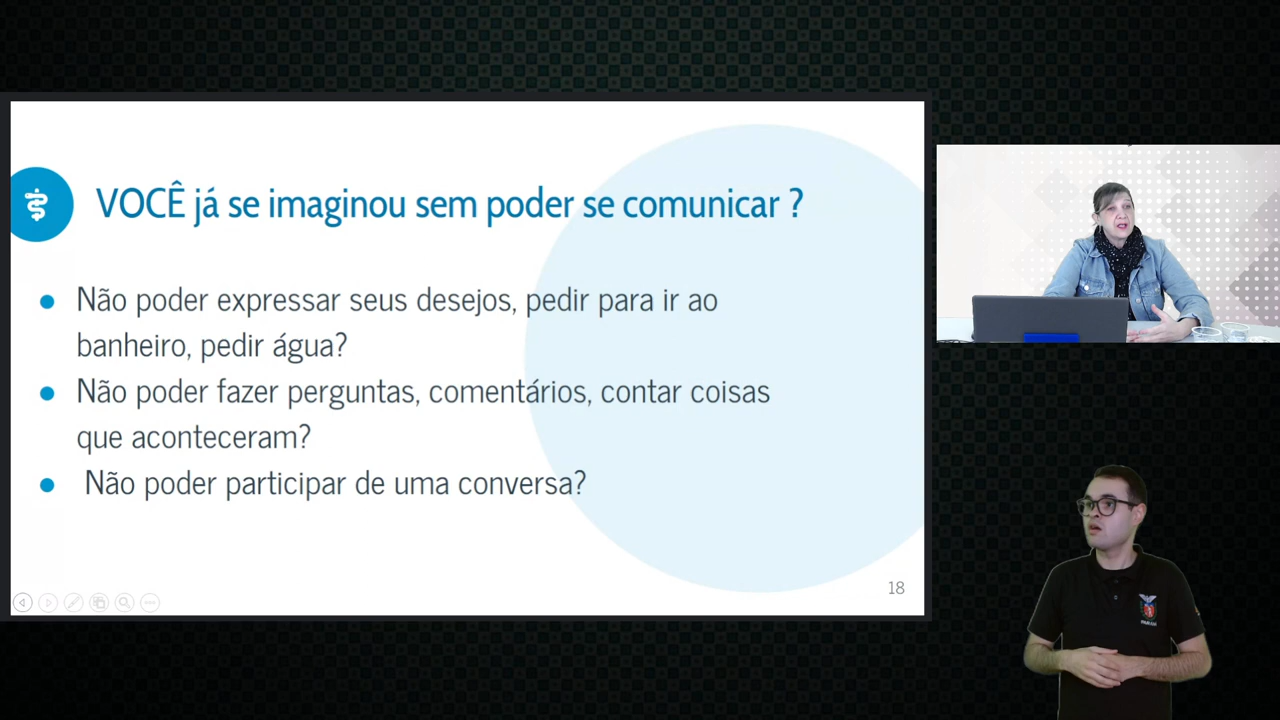 VOCÊ já se imaginou sem poder se comunicar ?
Não poder expressar seus desejos, pedir para ir ao
banheiro, pedir água?
Não poder fazer perguntas, comentários, contar coisas
que aconteceram?
Não poder participar de uma conversa?
18
PARANÁ